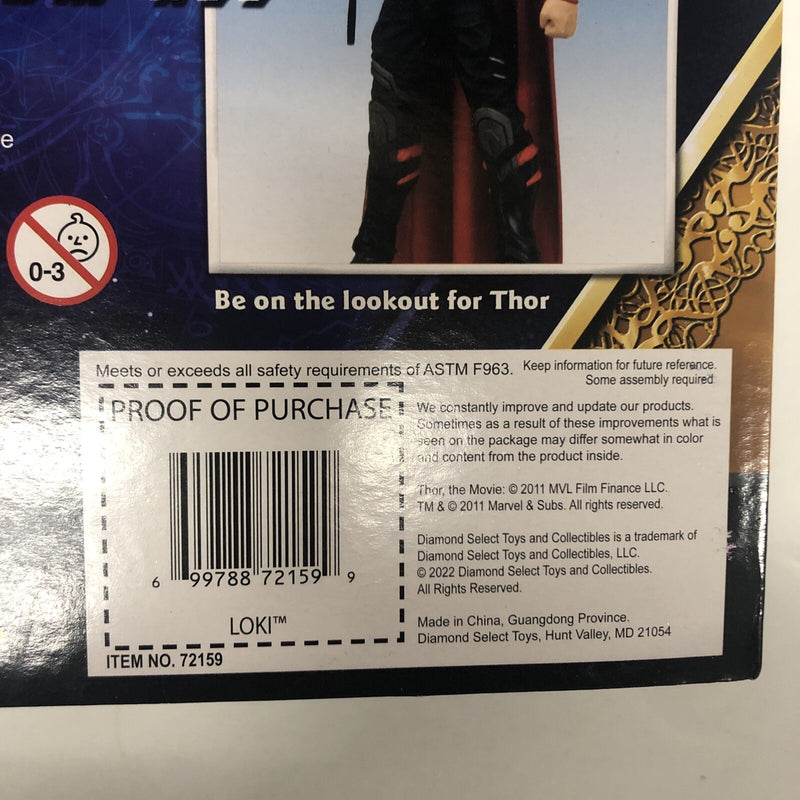 e
0-3
Be on the lookout for Thor
Meets or exceeds all safety requirements of ASTM F963.
Keep information for future reference.
Some assembly required
PROOF OF PURCHASE
6 99788 72159 9
LOKI™
ITEM NO. 72159
We constantly improve and update our products.
Sometimes as a result of these improvements what is
seen on the package may differ somewhat in color
and content from the product inside.
Thor, the Movie: © 2011 MVL Film Finance LLC.
TM & © 2011 Marvel & Subs. All rights reserved.
Diamond Select Toys and Collectibles is a trademark of
Diamond Select Toys and Collectibles, LLC.
© 2022 Diamond Select Toys and Collectibles.
All Rights Reserved.
Made in China, Guangdong Province.
Diamond Select Toys, Hunt Valley, MD 21054